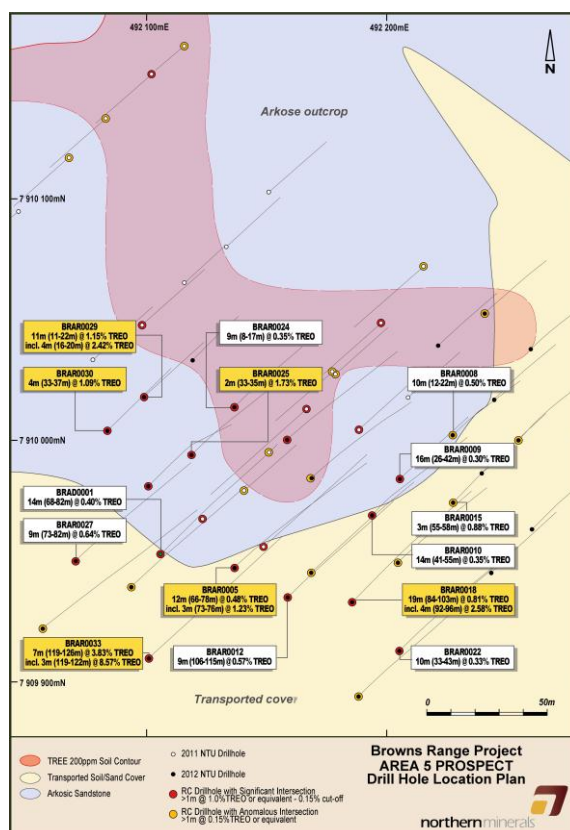 492 100mE
492 200mE
N
Arkose outcrop
7 910 100mN
BRAR0029
11m (11-22m) @ 1.15% TREO
incl. 4m (16-20m) @ 2.42% TREO
BRAR0024
9m (8-17m) @ 0.35% TREO
BRAR0030
4m (33-37m) @ 1.09% TREO
BRAR0025
2m (33-35m) @ 1.73% TREO
BRAR0008
10m (12-22m) @ 0.50% TREO
7 910 000mN
BRAR0009
16m (26-42m) @ 0.30% TREO
BRAD0001
14m (68-82m) @ 0.40% TREO
BRAR0015
3m (55-58m) @ 0.88% TREO
BRAR0027
9m (73-82m) @ 0.64% TREO
BRAR0010
14m (41-55m) @ 0.35% TREO
BRAR0005
12m (66-78m) @ 0.48% TREO
incl. 3m (73-76m) @ 1.23% TREO
BRAR0018
19m (84-103m) @ 0.81% TREO
incl. 4m (92-96m) @ 2.58% TREO
BRAR0033
7m (119-126m) @ 3.83% TREO
incl. 3m (119-122m) @ 8.57% TREO
BRAR0012
9m (106-115m) @ 0.57% TREO
BRAR0022
10m (33-43m) @ 0.33% TREO
7 909 900mN
Transported cover
0 50m
TREE 200ppm Soil Contour
Transported Soil/Sand Cover
Arkosic Sandstone
2011 NTU Drillhole
2012 NTU Drillhole
RC Drillhole with Significant Intersection
>1m @ 1.0%TREO or equivalent - 0.15% cut-off
RC Drillhole with Anomalous Intersection
>1m @ 0.15%TREO or equivalent
Browns Range Project
AREA 5 PROSPECT
Drill Hole Location Plan
northernminerals